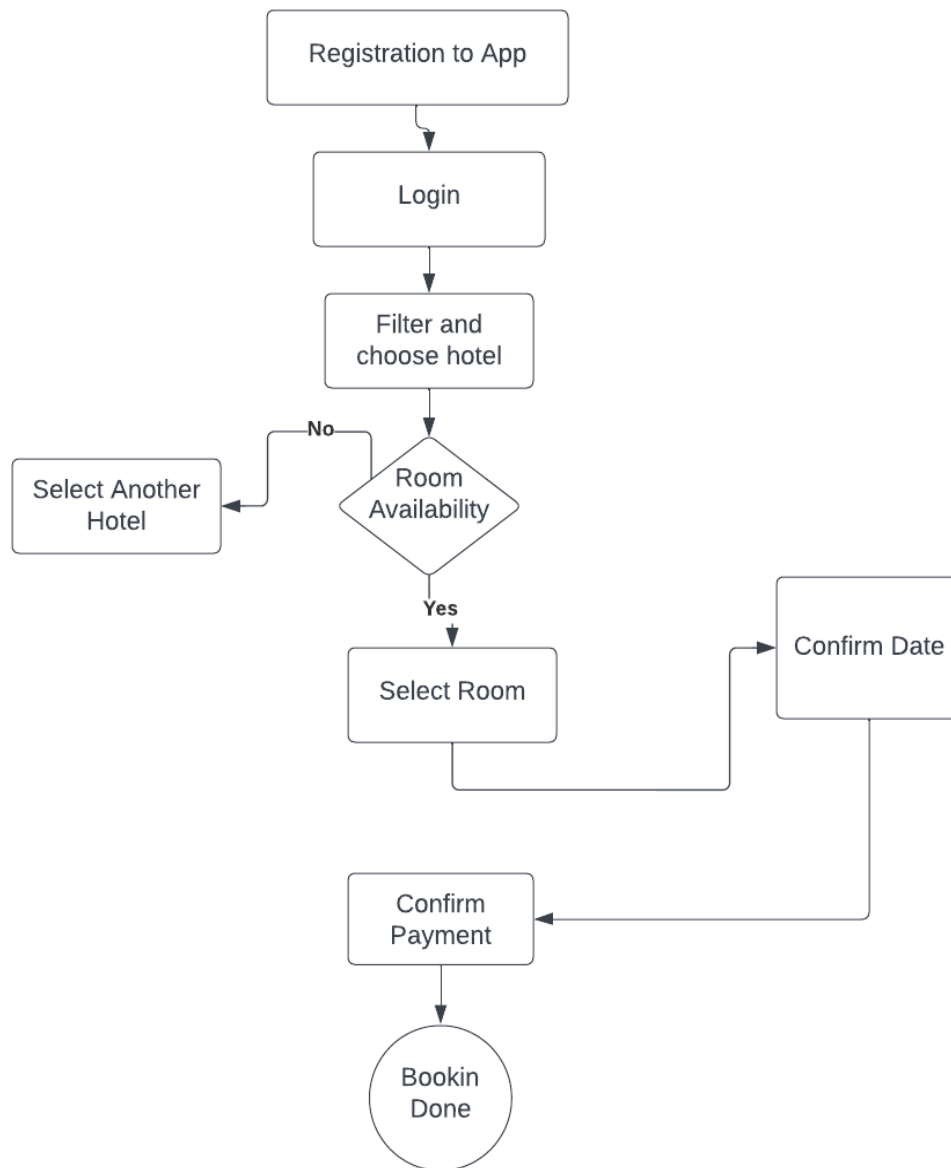 Registration to App
Login
Filter and
choose hotel
No
Room
Availability
Select Another
Hotel
Yes
Select Room
Confirm Date
Confirm
Payment
Bookin
Done